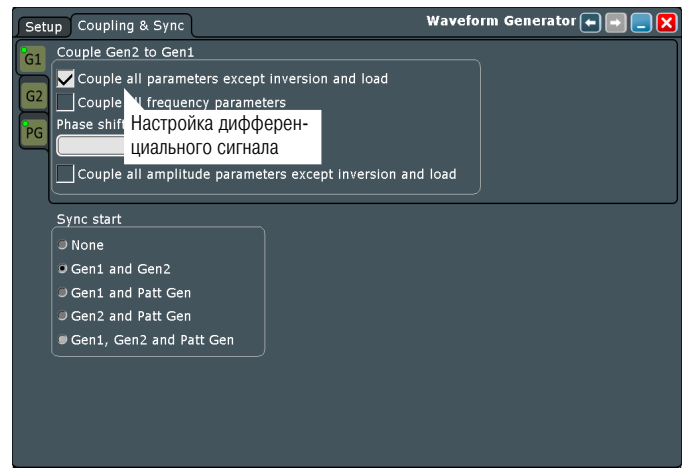 Setup Coupling & Sync Waveform Generator
G1
G2
PG
Couple Gen2 to Gen1
Couple all parameters except inversion and load
Couple all frequency parameters
Phase shift
Настройка дифферен-
циального сигнала
Couple all amplitude parameters except inversion and load
Sync start
None
Gen1 and Gen2
Gen1 and Patt Gen
Gen2 and Patt Gen
Gen1, Gen2 and Patt Gen